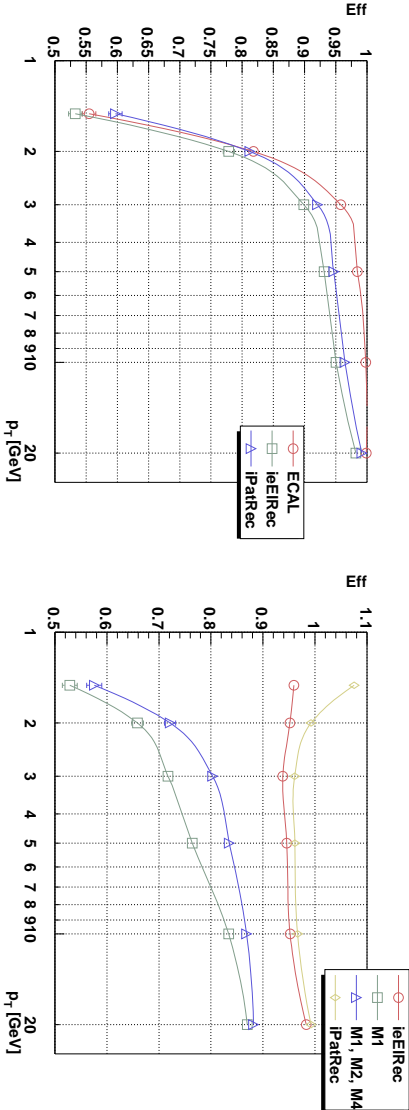 Eff
1
0.95
0.9
0.85
0.8
0.75
0.7
0.65
0.6
0.55
0.5
1 2 3 4 5 6 7 8 9 10 20
p_T [GeV]
ECAL
ieElRec
iPatRec
Eff
1.1
1
0.9
0.8
0.7
0.6
0.5
1 2 3 4 5 6 7 8 9 10 20
p_T [GeV]
ieElRec
M1
M1, M2, M4
iPatRec